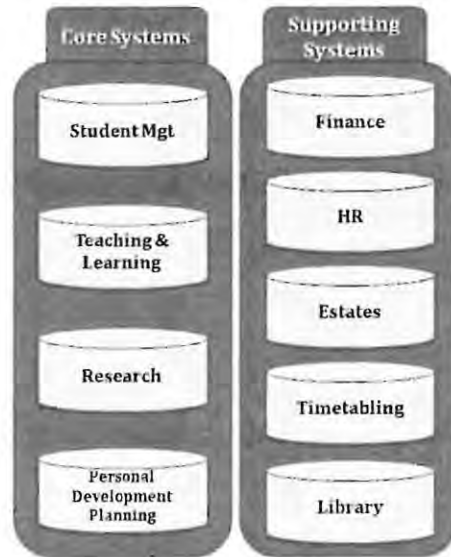 Core Systems
Student Mgt
Teaching &
Learning
Research
Personal
Development
Planning
Supporting
Systems
Finance
HR
Estates
Timetabling
Library